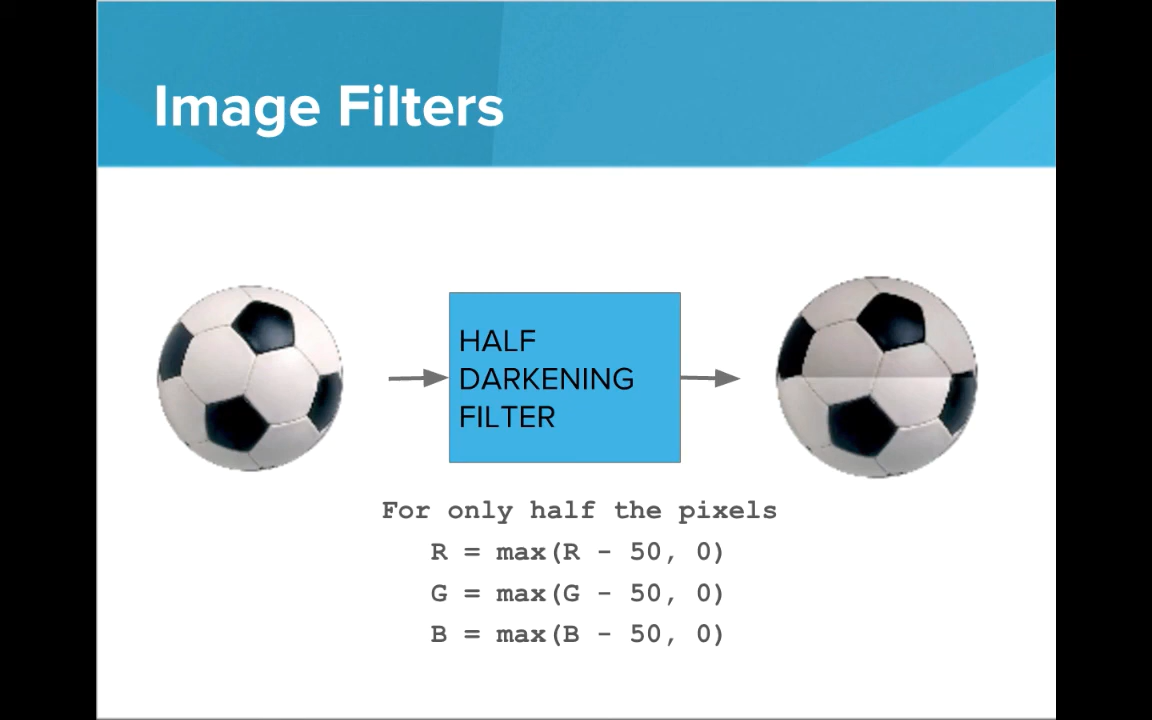 Image Filters
HALF
DARKENING
FILTER
For only half the pixels
R = max(R - 50, 0)
G = max(G - 50, 0)
B = max(B - 50, 0)